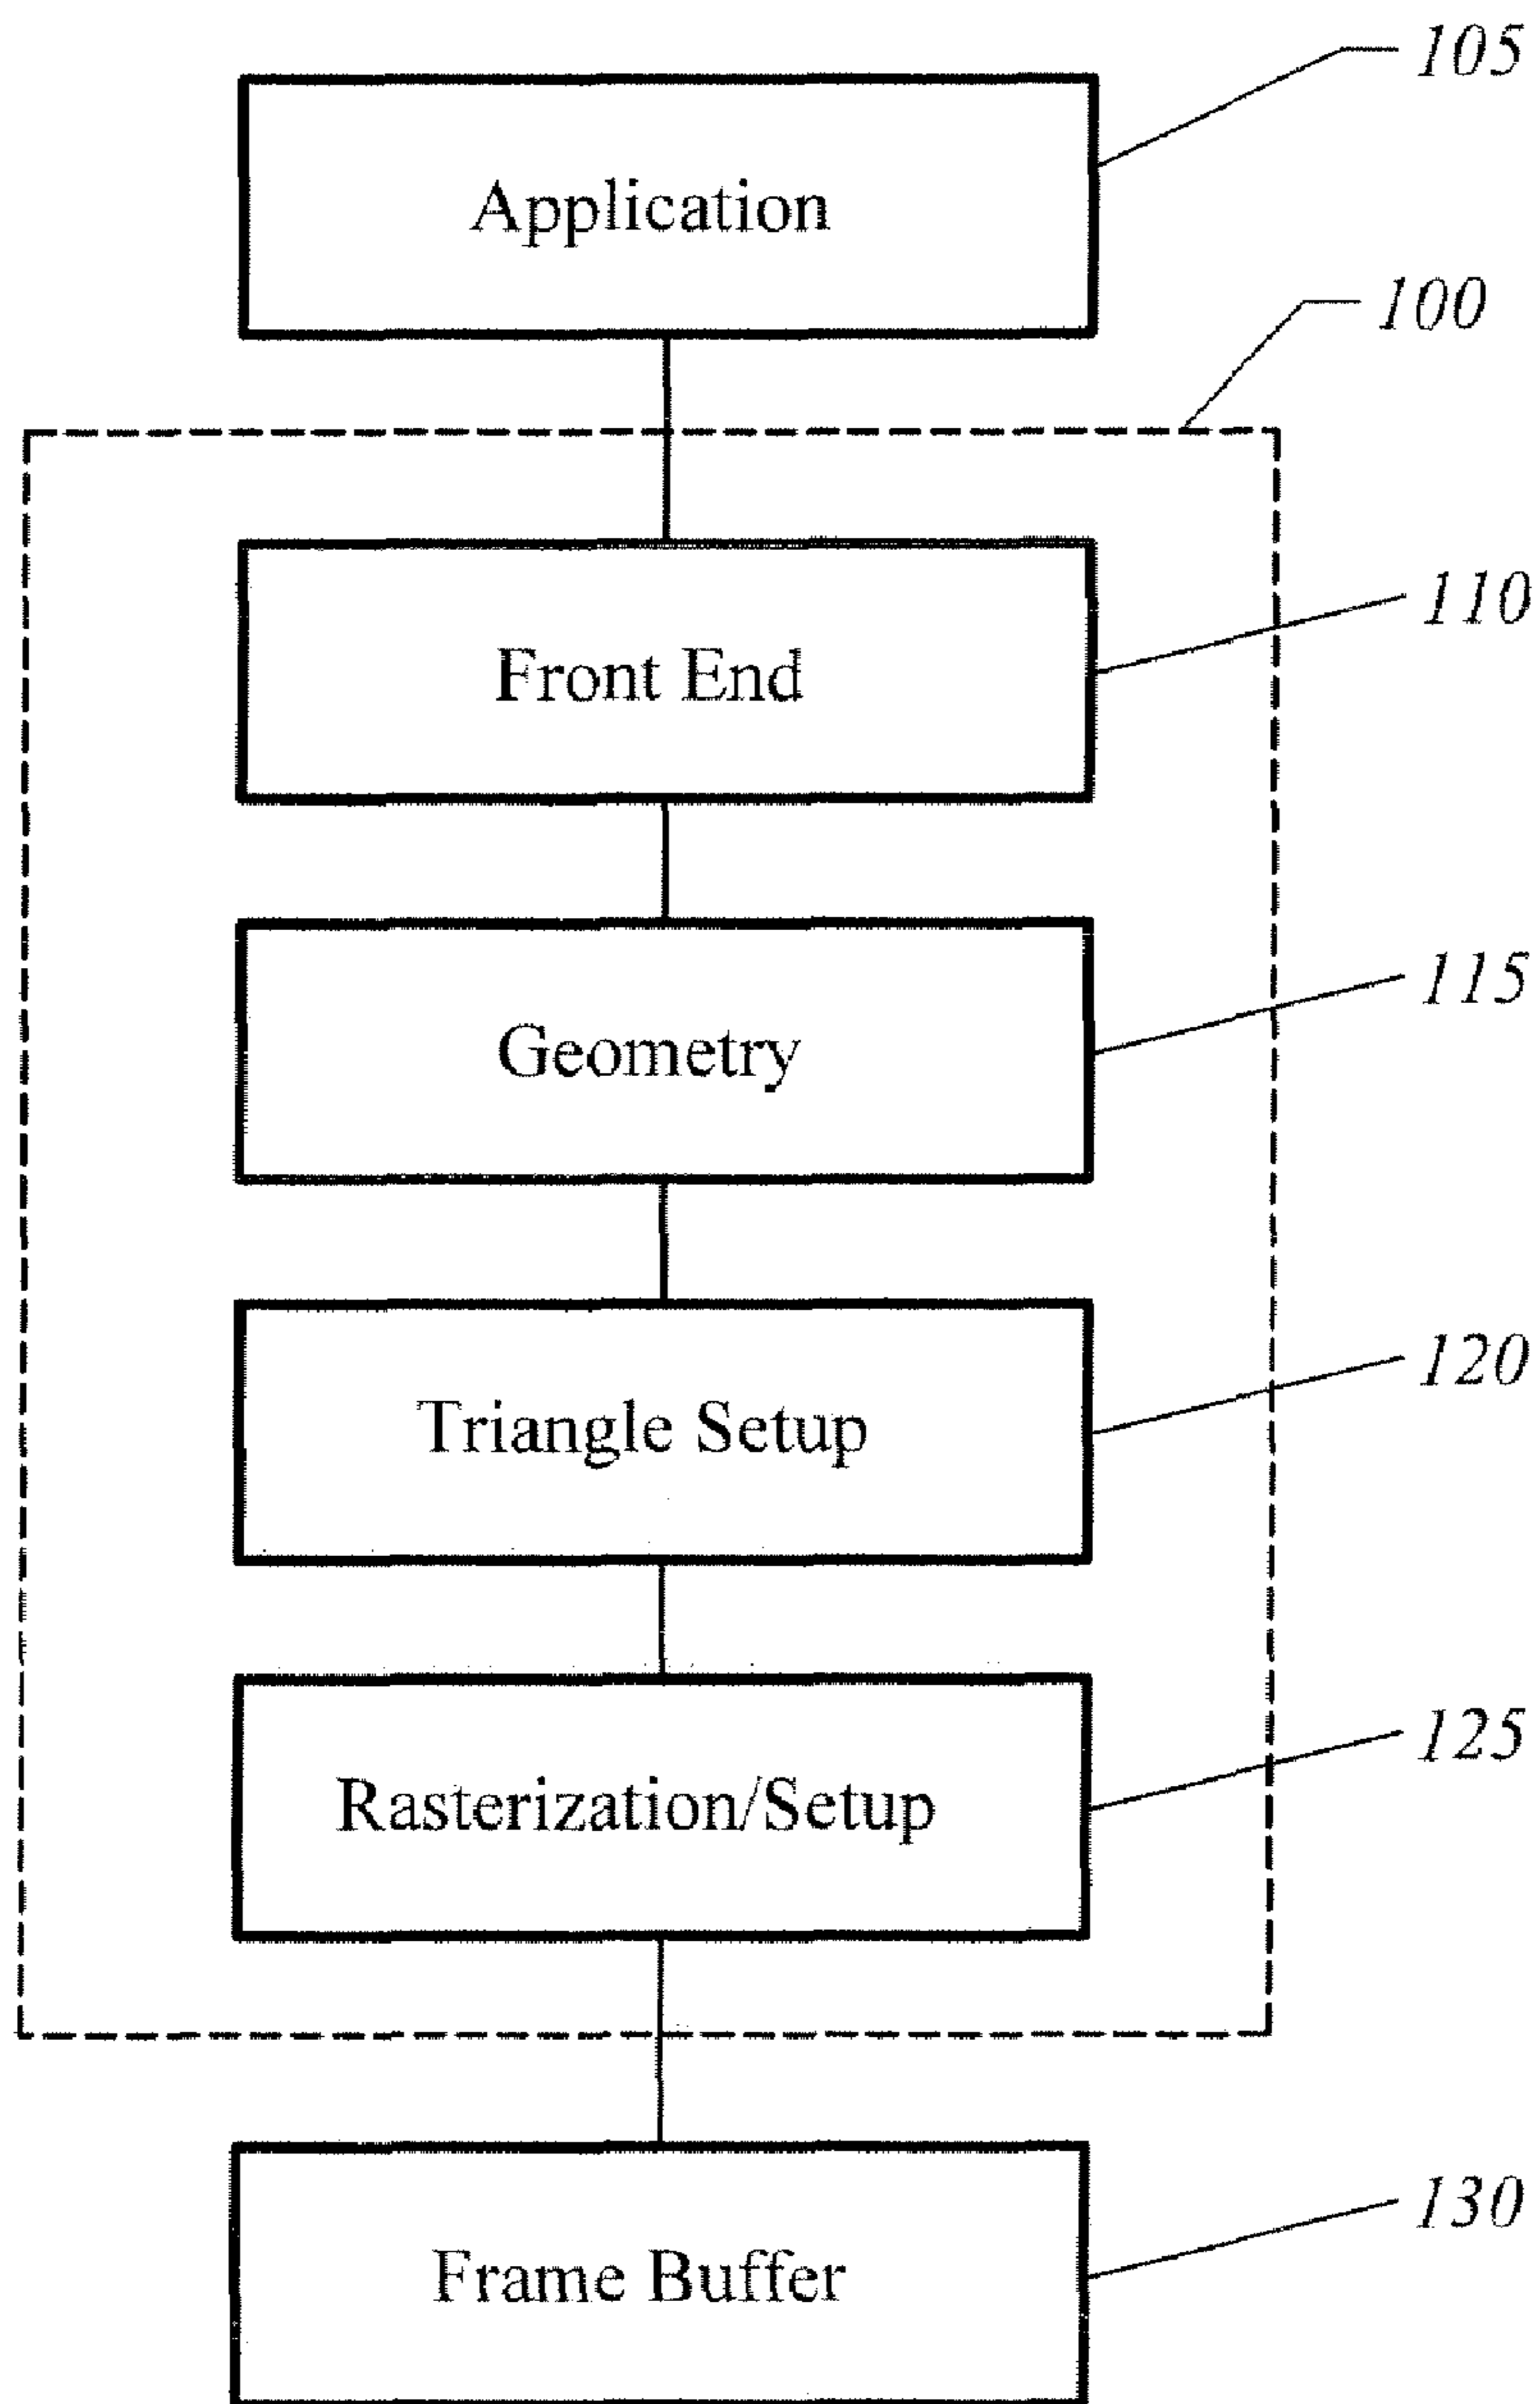 105
Application
100
110
Front End
115
Geometry
120
Triangle Setup
125
Rasterization/Setup
130
Frame Buffer